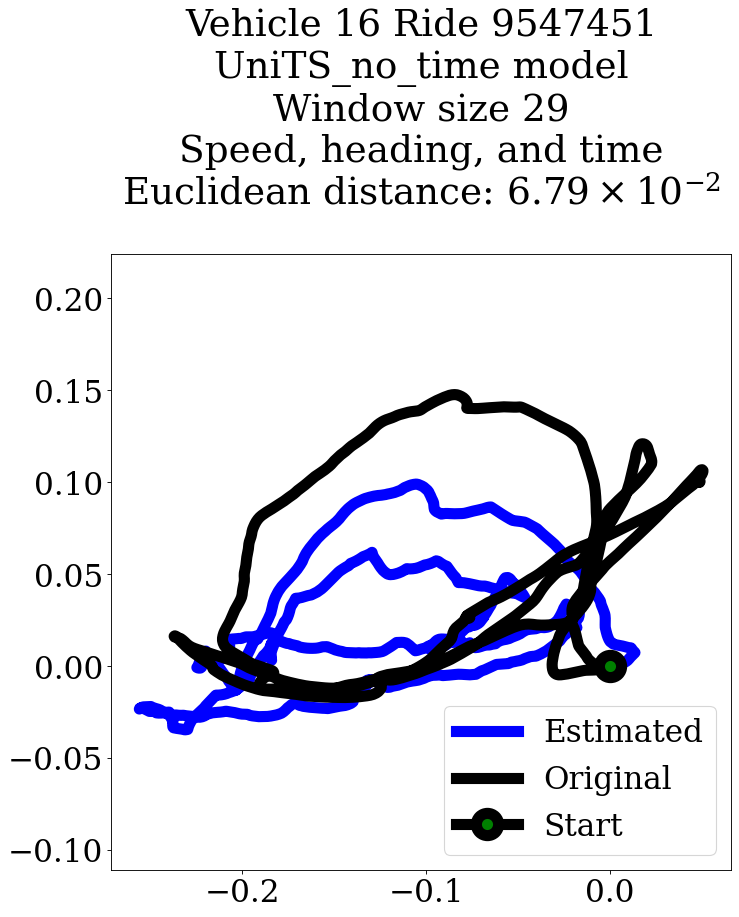 Vehicle 16 Ride 9547451
UniTS_no_time model
Window size 29
Speed, heading, and time
Euclidean distance: 6.79 × 10⁻²
0.20
0.15
0.10
0.05
0.00
−0.05
−0.10
Estimated
Original
Start
−0.2 −0.1 0.0